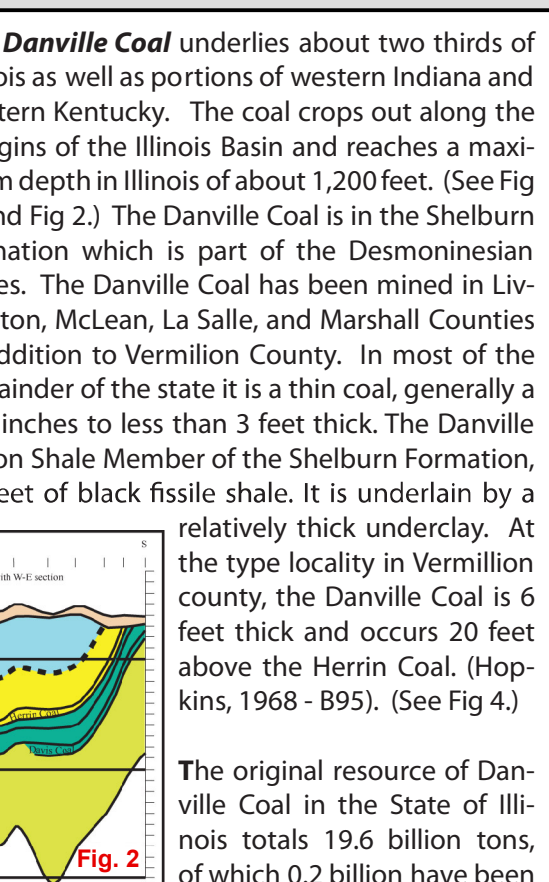 Danville Coal underlies about two thirds of
ois as well as portions of western Indiana and
tern Kentucky. The coal crops out along the
gins of the Illinois Basin and reaches a maxi-
m depth in Illinois of about 1,200 feet. (See Fig
nd Fig 2.) The Danville Coal is in the Shelburn
mation which is part of the Desmoninesian
es. The Danville Coal has been mined in Liv-
ton, McLean, La Salle, and Marshall Counties
ddition to Vermilion County. In most of the
ainder of the state it is a thin coal, generally a
inches to less than 3 feet thick. The Danville
on Shale Member of the Shelburn Formation,
eet of black fissile shale. It is underlain by a
relatively thick underclay. At
the type locality in Vermillion
county, the Danville Coal is 6
feet thick and occurs 20 feet
above the Herrin Coal. (Hop-
kins, 1968 - B95). (See Fig 4.)
The original resource of Dan-
ville Coal in the State of Illi-
nois totals 19.6 billion tons,
of which 0.2 billion have been
S
ith W-E section
Herrin Coal
Davis Coal
Fig. 2